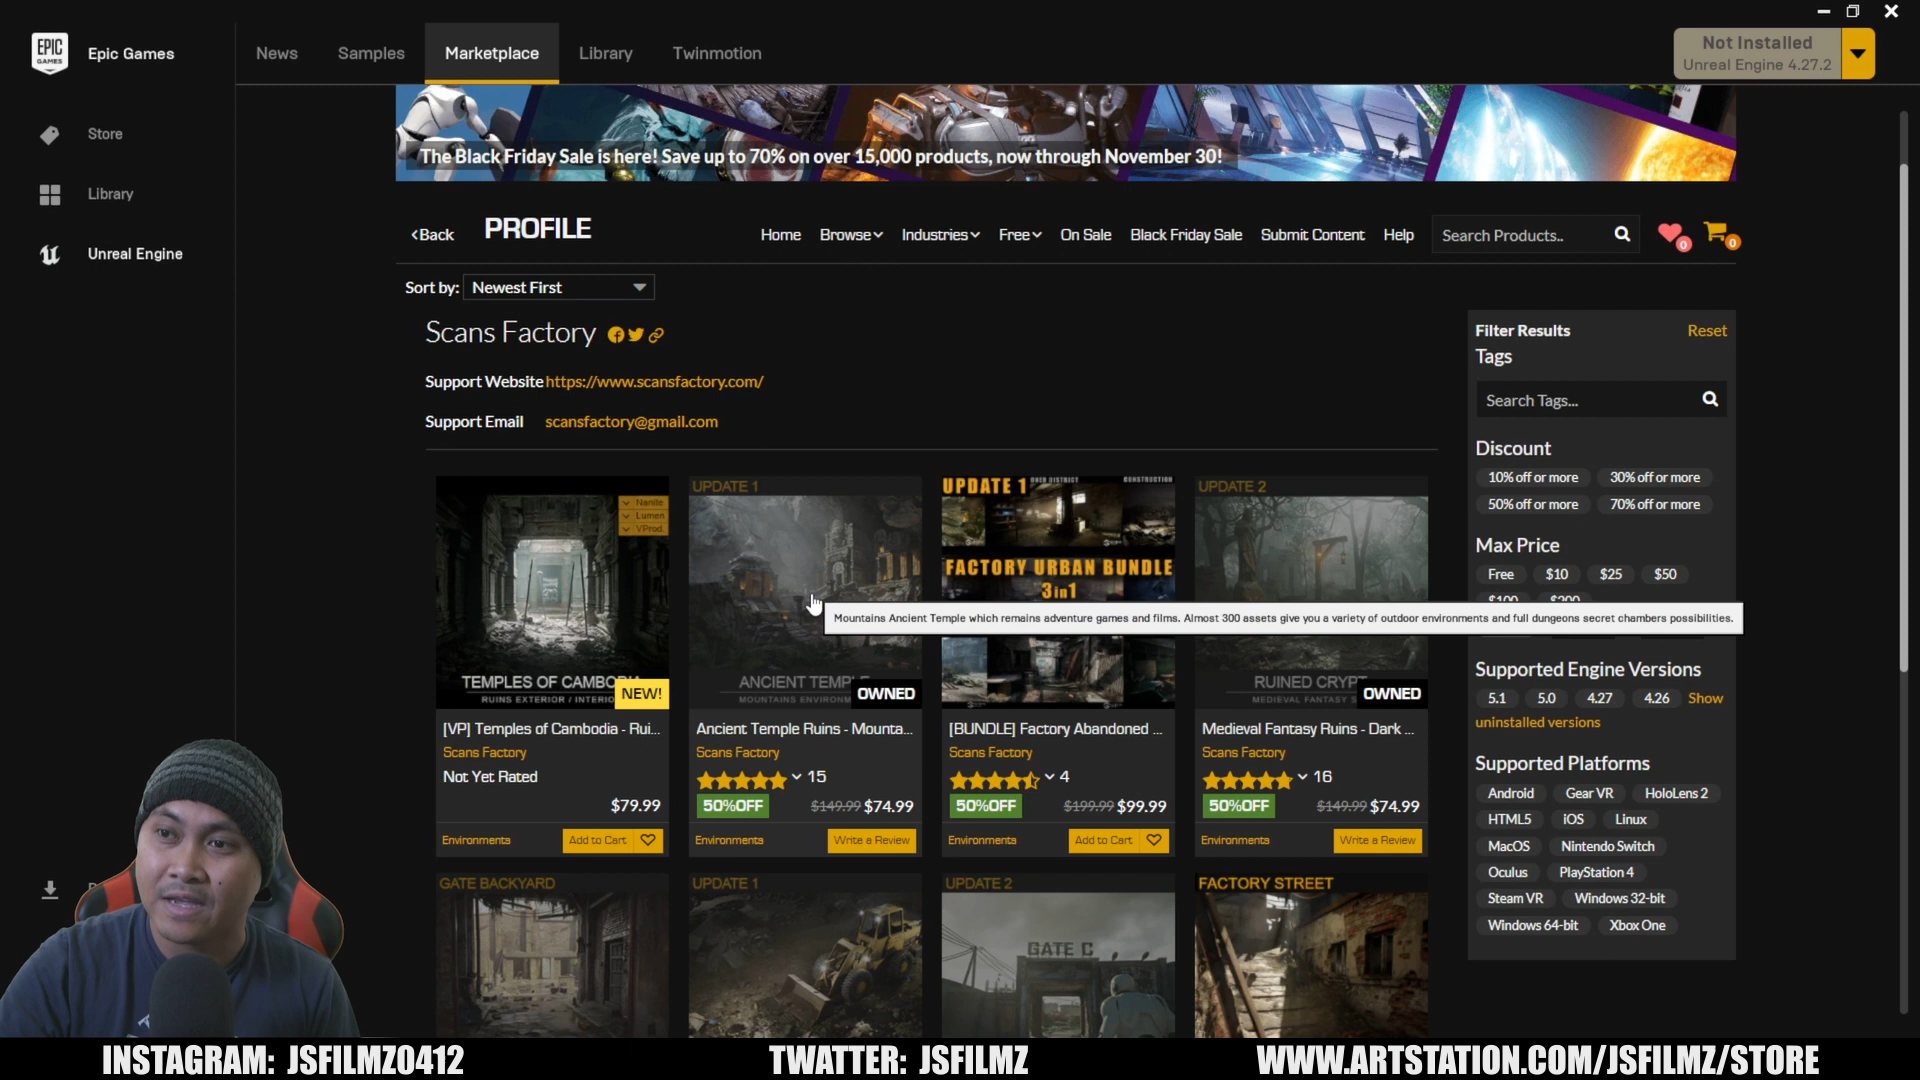 EPIC GAMES
Epic Games
News
Samples
Marketplace
Library
Twinmotion
Not Installed
Unreal Engine 4.27.2
Store
Library
Unreal Engine
The Black Friday Sale is here! Save up to 70% on over 15,000 products, now through November 30!
Back
PROFILE
Home
Browse
Industries
Free
On Sale
Black Friday Sale
Submit Content
Help
Search Products..
0
0
Sort by:
Newest First
Scans Factory
Support Website https://www.scansfactory.com/
Support Email scansfactory@gmail.com
Nanite
Lumen
VProd.
TEMPLES OF CAMBO
RUINS EXTERIOR / INTERIO
NEW!
[VP] Temples of Cambodia - Rui...
Scans Factory
Not Yet Rated
$79.99
Environments
Add to Cart
UPDATE 1
ANCIENT TEMPL
MOUNTAINS ENVIRONM
OWNED
Ancient Temple Ruins - Mounta...
Scans Factory
15
50%OFF
$149.99 $74.99
Environments
Write a Review
UPDATE 1
CONSTRUCTION
FACTORY URBAN BUNDLE
3in1
[BUNDLE] Factory Abandoned ...
Scans Factory
4
50%OFF
$199.99 $99.99
Environments
Add to Cart
UPDATE 2
RUINED CRYPT
MEDIEVAL FANTASY S
OWNED
Medieval Fantasy Ruins - Dark ...
Scans Factory
16
50%OFF
$149.99 $74.99
Environments
Write a Review
Mountains Ancient Temple which remains adventure games and films. Almost 300 assets give you a variety of outdoor environments and full dungeons secret chambers possibilities.
GATE BACKYARD
UPDATE 1
UPDATE 2
GATE C
FACTORY STREET
Filter Results
Reset
Tags
Search Tags...
Discount
10% off or more
30% off or more
50% off or more
70% off or more
Max Price
Free
$10
$25
$50
$100
$200
Supported Engine Versions
5.1
5.0
4.27
4.26
Show uninstalled versions
Supported Platforms
Android
Gear VR
HoloLens 2
HTML5
iOS
Linux
MacOS
Nintendo Switch
Oculus
PlayStation 4
Steam VR
Windows 32-bit
Windows 64-bit
Xbox One
INSTAGRAM: JSFILMZ0412
TWATTER: JSFILMZ
WWW.ARTSTATION.COM/JSFILMZ/STORE